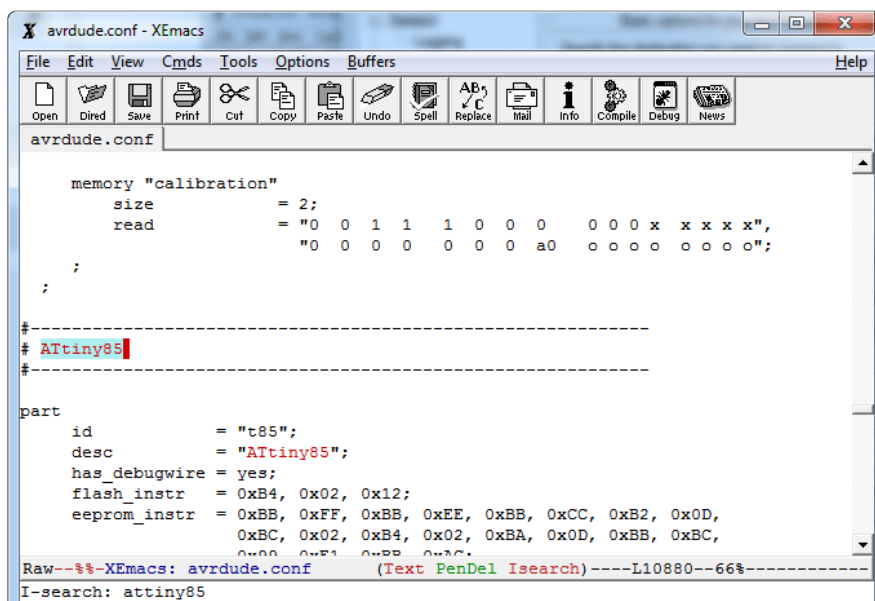 avrdude.conf - XEmacs
File Edit View Cmds Tools Options Buffers Help
Open Dired Save Print Cut Copy Paste Undo Spell Replace Mail Info Compile Debug News
avrdude.conf
memory "calibration"
size = 2;
read = "0 0 1 1 1 0 0 0 0 0 0 x x x x x",
"0 0 0 0 0 0 0 a0 o o o o o o o o";
;
;
#------------------------------------------------------------
# ATtiny85
#------------------------------------------------------------
part
id = "t85";
desc = "ATtiny85";
has_debugwire = yes;
flash_instr = 0xB4, 0x02, 0x12;
eeprom_instr = 0xBB, 0xFF, 0xBB, 0xEE, 0xBB, 0xCC, 0xB2, 0x0D,
0xBC, 0x02, 0xB4, 0x02, 0xBA, 0x0D, 0xBB, 0xBC,
0x99, 0xE1, 0xBB, 0xAC;
Raw--%%-XEmacs: avrdude.conf (Text PenDel Isearch)----L10880--66%------------
I-search: attiny85